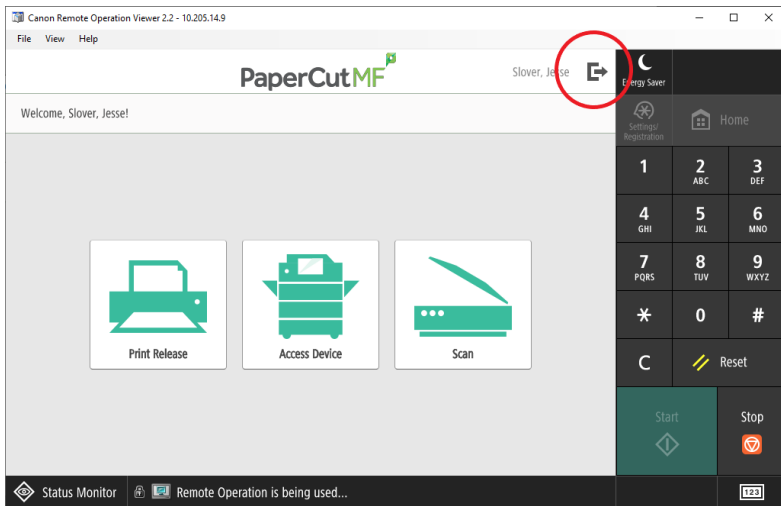 Canon Remote Operation Viewer 2.2 - 10.205.14.9
File View Help
PaperCutMF
Slover, Jesse
Energy Saver
Welcome, Slover, Jesse!
Settings/
Registration
Home
1
2
ABC
3
DEF
4
GHI
5
JKL
6
MNO
7
PQRS
8
TUV
9
WXYZ
0
#
Print Release
Access Device
Scan
C
Reset
Start
Stop
Status Monitor
Remote Operation is being used...
123